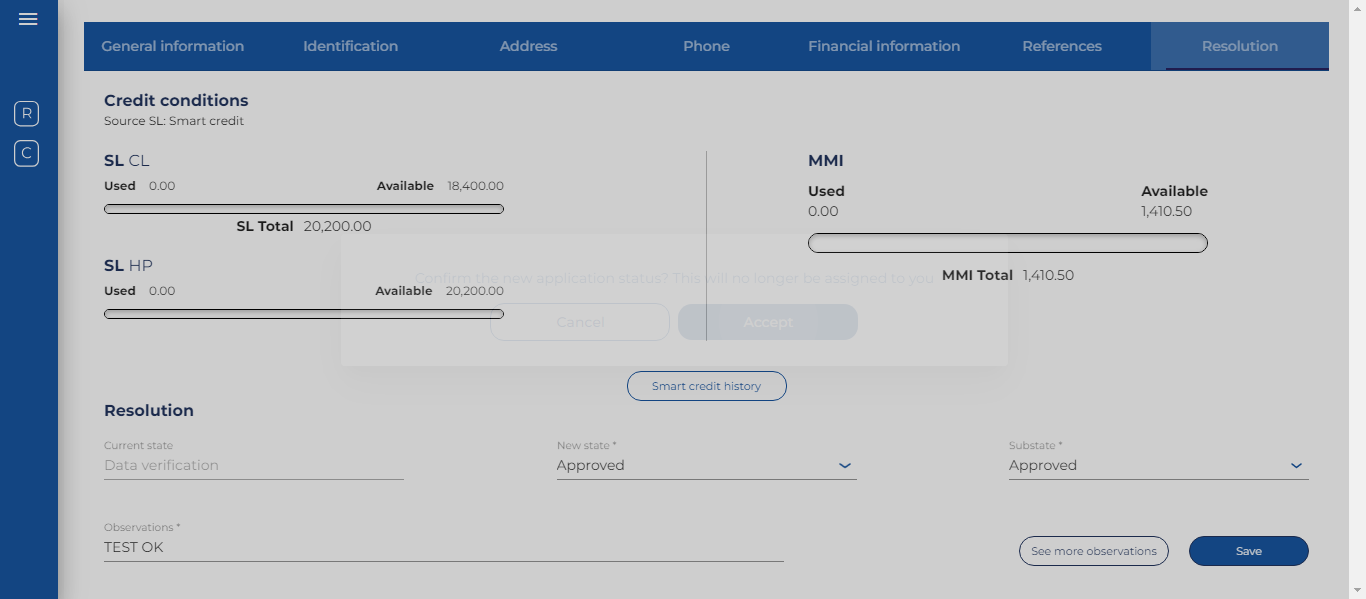 General information Identification Address Phone Financial information References Resolution
R
C
Credit conditions
Source SL: Smart credit
SL CL
Used 0.00 Available 18,400.00
SL Total 20,200.00
SL HP
Used 0.00 Available 20,200.00
MMI
Used Available
0.00 1,410.50
MMI Total 1,410.50
Confirm the new application status? This will no longer be assigned to you
Cancel Accept
Smart credit history
Resolution
Current state New state * Substate *
Data verification Approved Approved
Observations *
TEST OK
See more observations Save